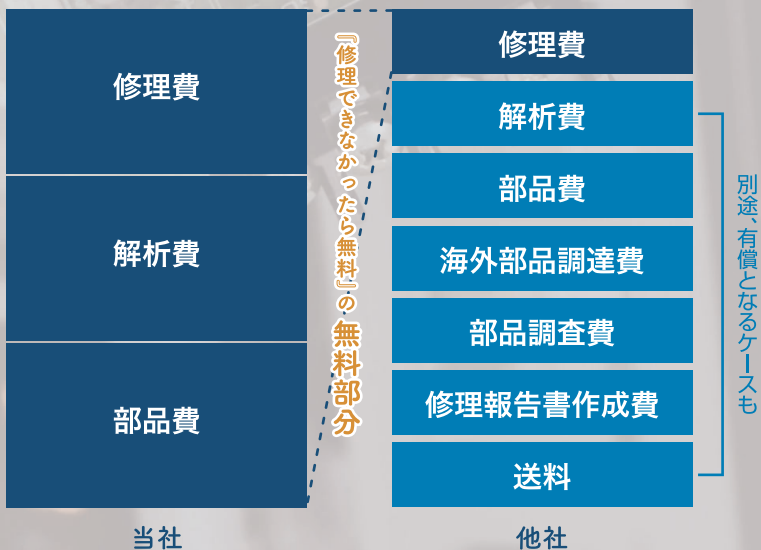 修理費
解析費
部品費
当社
『修理できなかったら無料』の無料部分
修理費
解析費
部品費
海外部品調達費
部品調査費
修理報告書作成費
送料
他社
別途、有償となるケースも